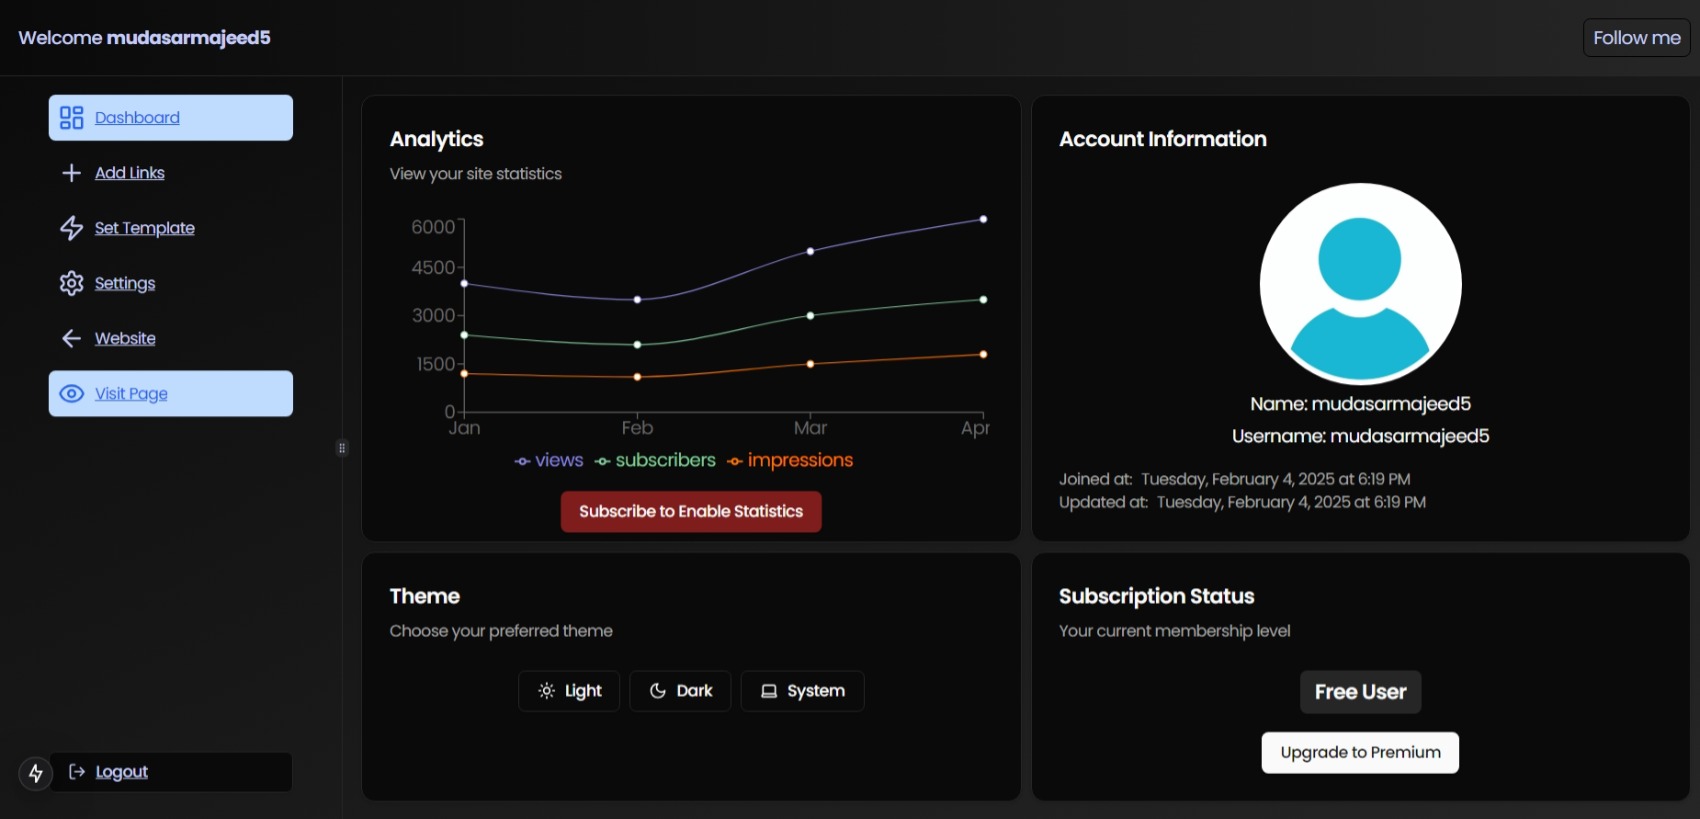 Welcome mudasarmajeed5
Follow me
Dashboard
Add Links
Set Template
Settings
Website
Visit Page
Logout
Analytics
View your site statistics
6000
4500
3000
1500
0
Jan Feb Mar Apr
views subscribers impressions
Subscribe to Enable Statistics
Account Information
Name: mudasarmajeed5
Username: mudasarmajeed5
Joined at: Tuesday, February 4, 2025 at 6:19 PM
Updated at: Tuesday, February 4, 2025 at 6:19 PM
Theme
Choose your preferred theme
Light Dark System
Subscription Status
Your current membership level
Free User
Upgrade to Premium